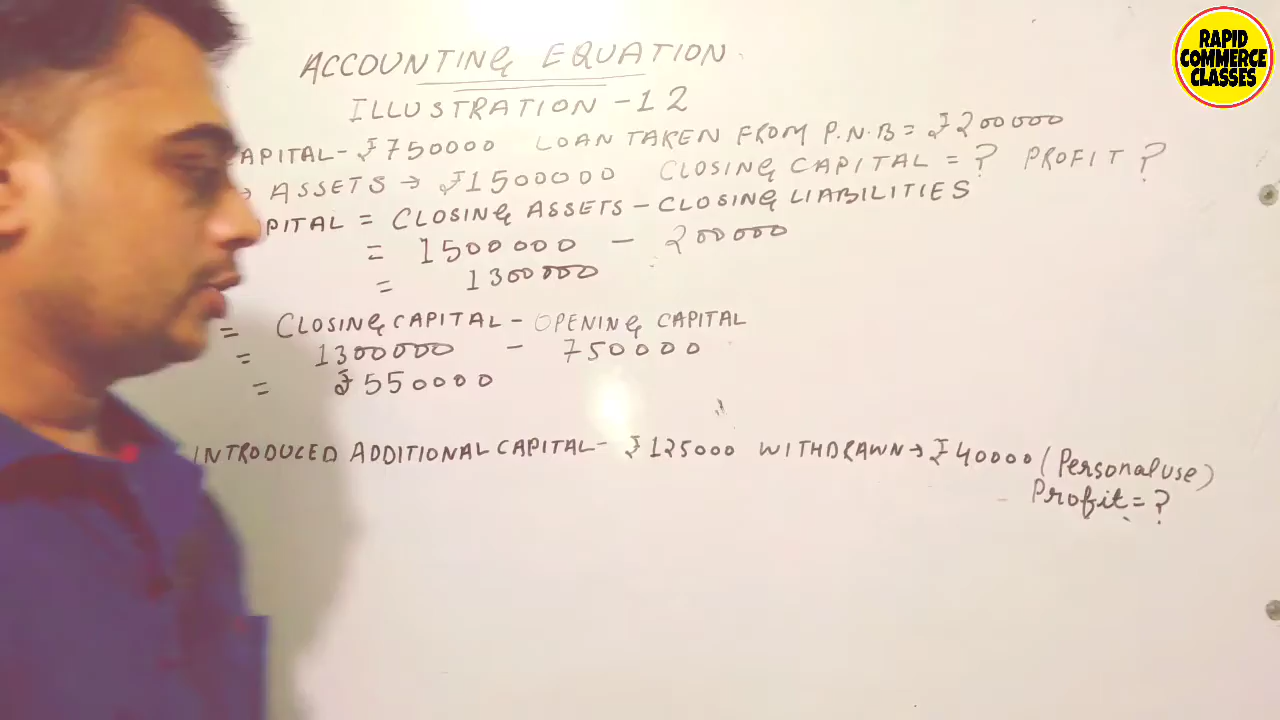 RAPID
COMMERCE
CLASSES
ACCOUNTING EQUATION
ILLUSTRATION -12
APITAL- ₹750000 LOAN TAKEN FROM P.N.B = ₹200000
ASSETS → ₹1500000 CLOSING CAPITAL = ? PROFIT ?
PITAL = CLOSING ASSETS - CLOSING LIABILITIES
= 1500000 - 200000
= 1300000
= CLOSING CAPITAL - OPENING CAPITAL
= 1300000 - 750000
= ₹550000
INTRODUCED ADDITIONAL CAPITAL- ₹125000 WITHDRAWN → ₹40000 (Personal use)
Profit = ?